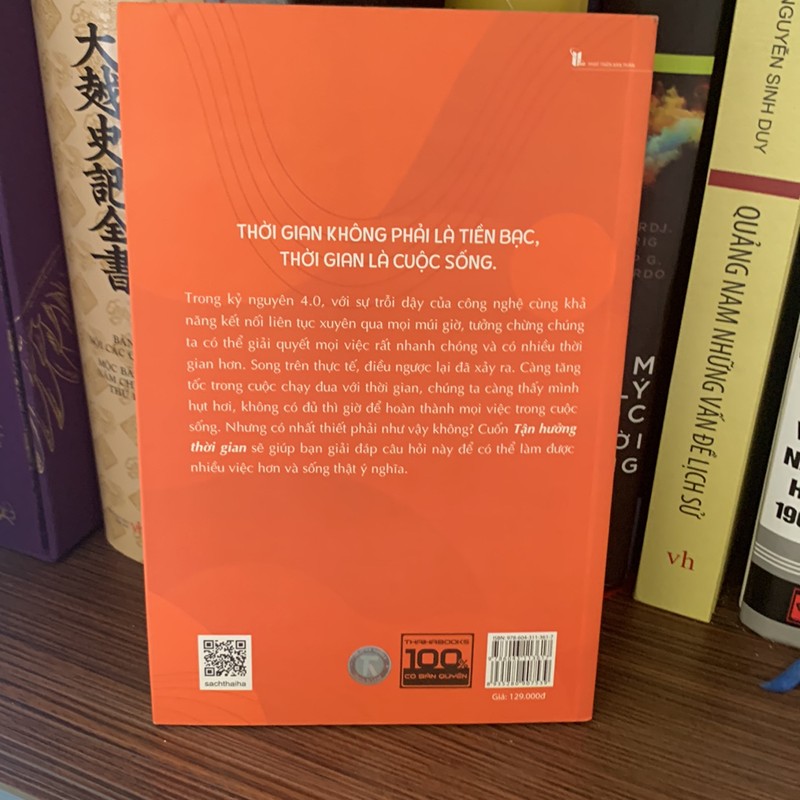 THỜI GIAN KHÔNG PHẢI LÀ TIỀN BẠC,
THỜI GIAN LÀ CUỘC SỐNG.
Trong kỷ nguyên 4.0, với sự trỗi dậy của công nghệ cùng khả
năng kết nối liên tục xuyên qua mọi múi giờ, tưởng chừng chúng
ta có thể giải quyết mọi việc rất nhanh chóng và có nhiều thời
gian hơn. Song trên thực tế, điều ngược lại đã xảy ra. Càng tăng
tốc trong cuộc chạy đua với thời gian, chúng ta càng thấy mình
hụt hơi, không có đủ thì giờ để hoàn thành mọi việc trong cuộc
sống. Nhưng có nhất thiết phải như vậy không? Cuốn Tận hưởng
thời gian sẽ giúp bạn giải đáp câu hỏi này để có thể làm được
nhiều việc hơn và sống thật ý nghĩa.
sachthaiha
THAIHABOOKS
100%
CÓ BẢN QUYỀN
Giá: 129.000đ
大越史記全書
NGUYỄN SINH DUY
QUẢNG NAM NHỮNG VẤN ĐỀ LỊCH SỬ
vh